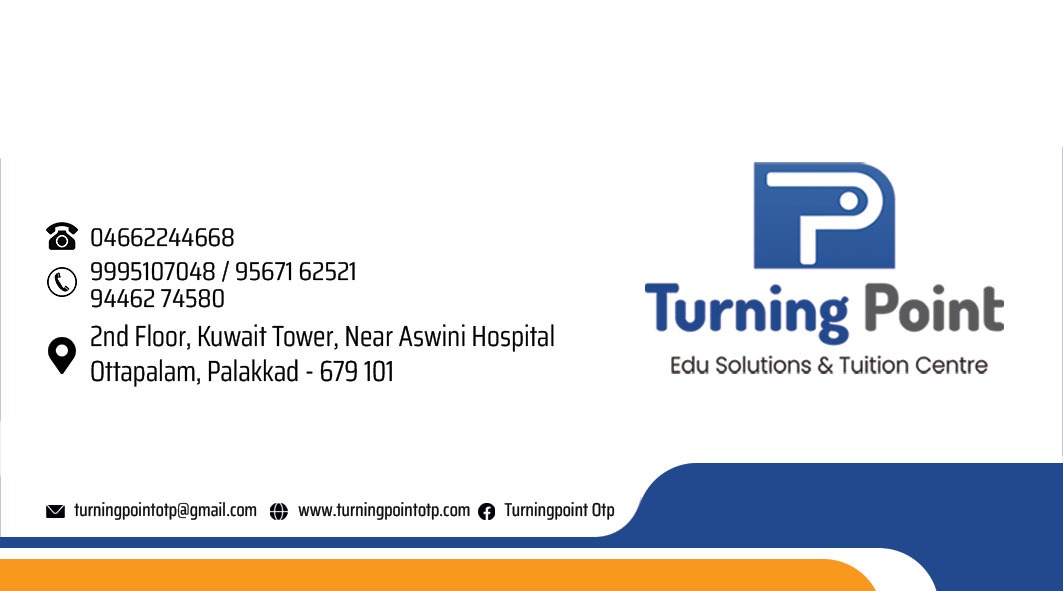 04662244668
9995107048 / 95671 62521
94462 74580
2nd Floor, Kuwait Tower, Near Aswini Hospital
Ottapalam, Palakkad - 679 101
Turning Point
Edu Solutions & Tuition Centre
turningpointotp@gmail.com www.turningpointotp.com Turningpoint Otp